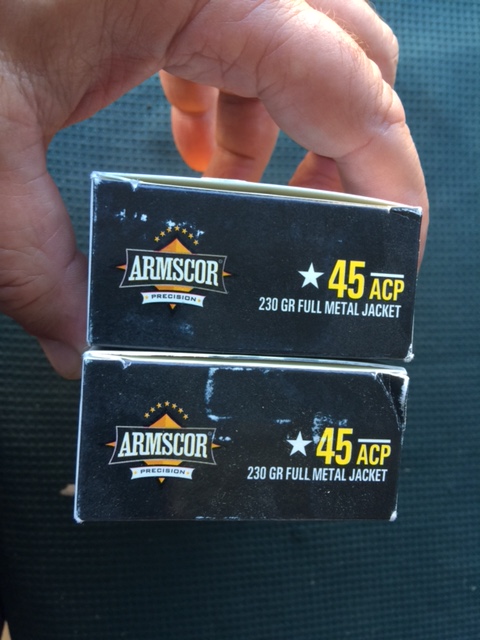 ARMSCOR
PRECISION
45 ACP
230 GR FULL METAL JACKET
ARMSCOR
PRECISION
45 ACP
230 GR FULL METAL JACKET